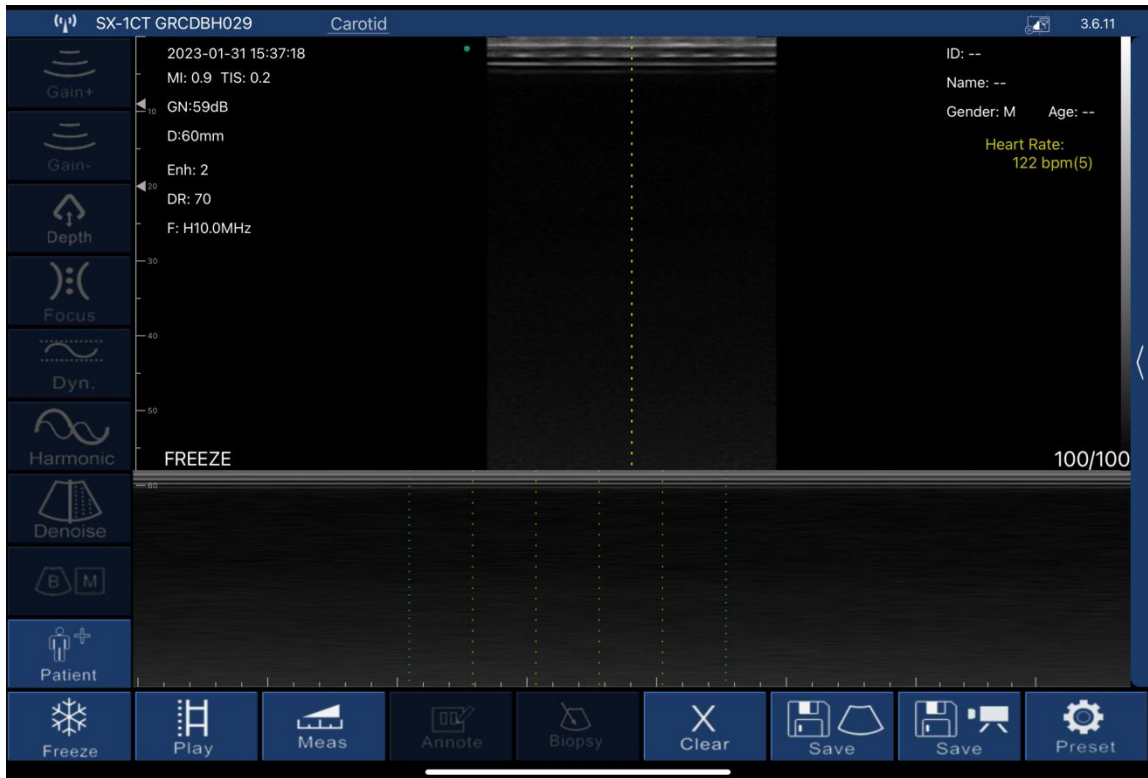 SX-1CT GRCDBH029 Carotid 3.6.11
Gain+
Gain-
Depth
Focus
Dyn.
Harmonic
Denoise
B M
Patient
2023-01-31 15:37:18
MI: 0.9 TIS: 0.2
GN:59dB
D:60mm
Enh: 2
DR: 70
F: H10.0MHz
10
20
30
40
50
60
ID: --
Name: --
Gender: M Age: --
Heart Rate:
122 bpm(5)
FREEZE 100/100
Freeze
Play
Meas
Annote
Biopsy
Clear
Save
Save
Preset